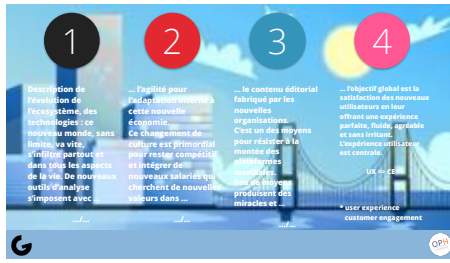 1
Description de
l'évolution de
l'écosystème, des
technologies : ce
nouveau monde, sans
limite, va vite,
s'infiltre partout et
dans tous les aspects
de la vie. De nouveaux
outils d'analyse
s'imposent avec ...
.../...
2
... l'agilité pour
l'adaptation interne à
cette nouvelle
économie.
Ce changement de
culture est primordial
pour rester compétitif
et intégrer de
nouveaux salariés qui
cherchent de nouvelles
valeurs dans ...
.../...
3
... le contenu éditorial
fabriqué par les
nouvelles
organisations.
C'est un des moyens
pour résister à la
montée des
plateformes
produisent des
miracles et ...
.../...
4
... l'objectif global est la
satisfaction des nouveaux
utilisateurs en leur
offrant une expérience
parfaite, fluide, agréable
et sans irritant.
L'expérience utilisateur
est centrale.
UX => CE*
* user experience
customer engagement
G
OPH